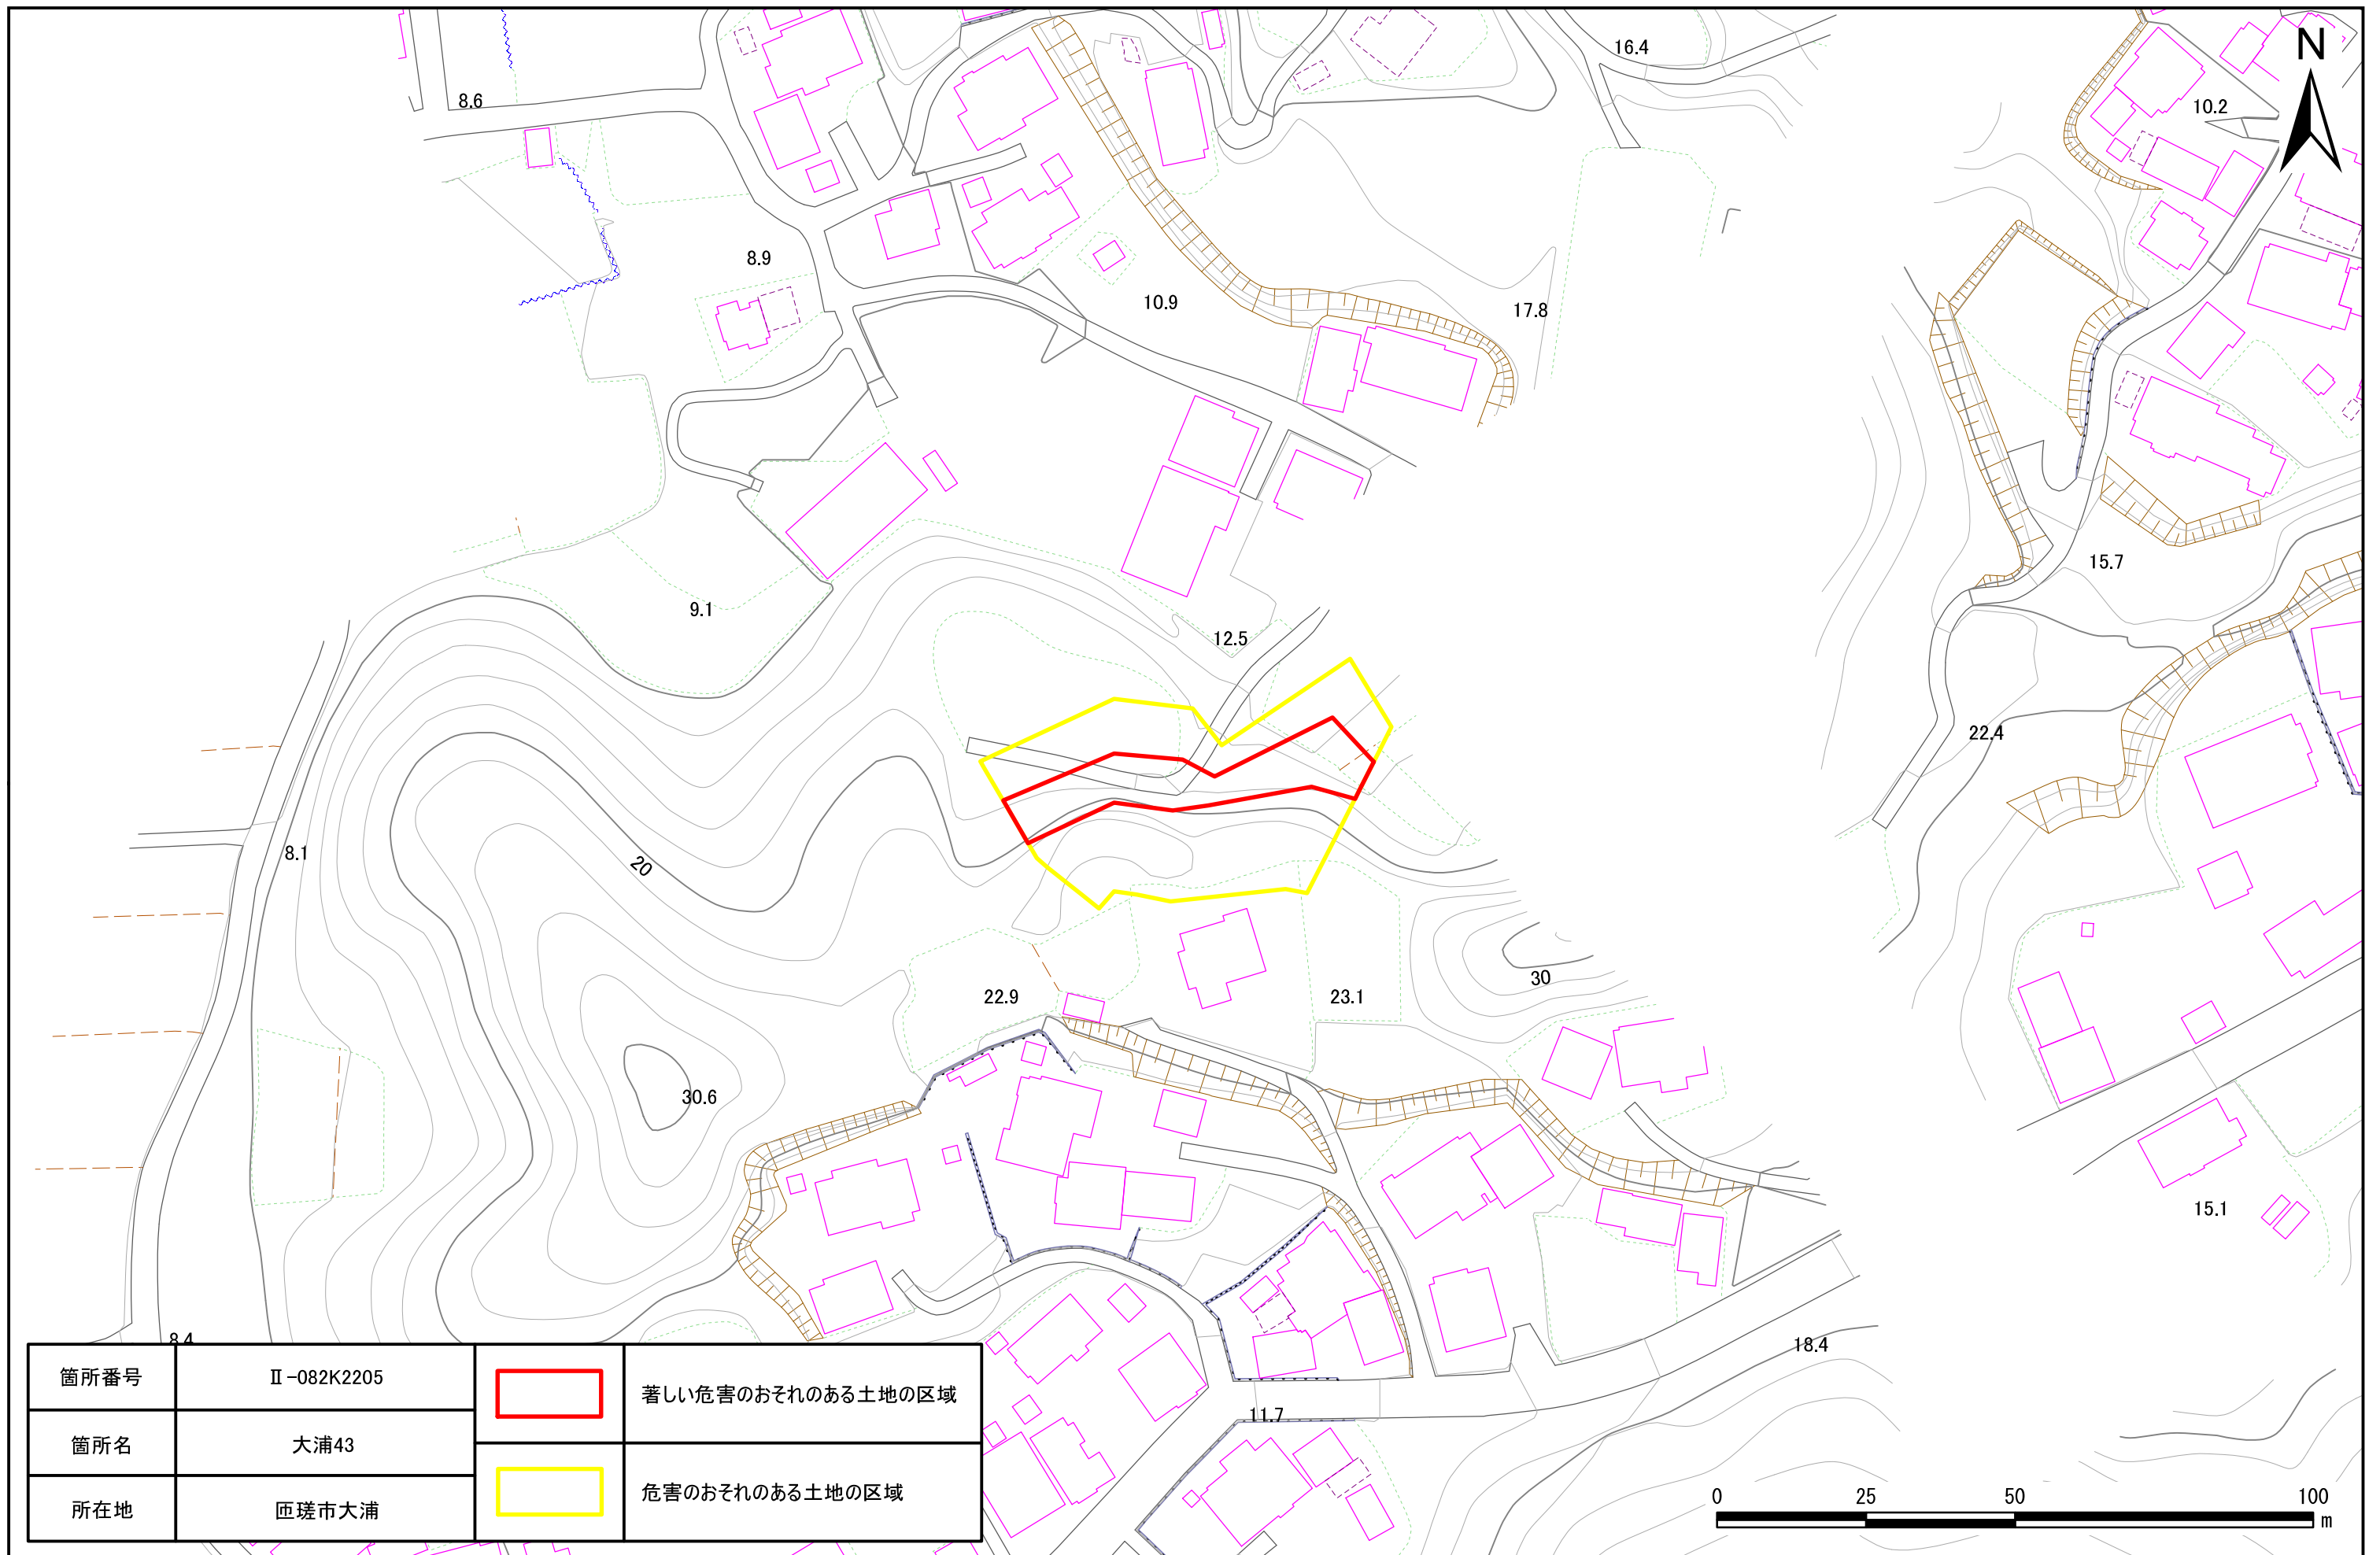 16.4
N
8.6
10.2
8.9
10.9
17.8
15.7
9.1
12.5
22.4
8.1
20
30
22.9
23.1
30.6
15.1
8.4
18.4
11.7
箇所番号 Ⅱ-082K2205
箇所名 大浦43
所在地 匝瑳市大浦
著しい危害のおそれのある土地の区域
危害のおそれのある土地の区域
0 25 50 100
m